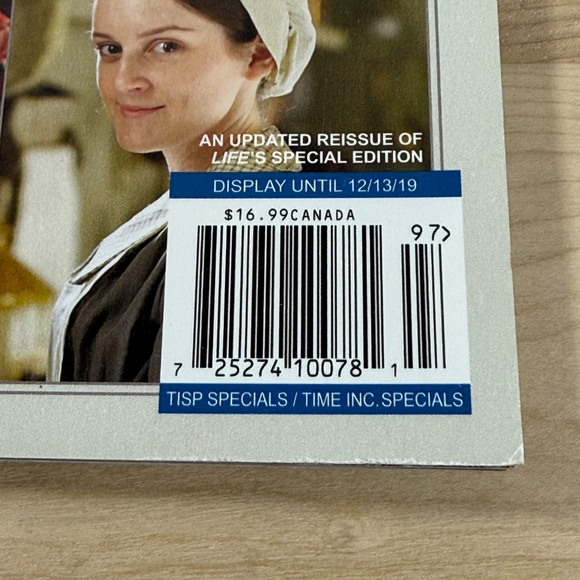 AN UPDATED REISSUE OF
LIFE'S SPECIAL EDITION
DISPLAY UNTIL 12/13/19
$16.99CANADA
97>
7 25274 10078 1
TISP SPECIALS / TIME INC. SPECIALS